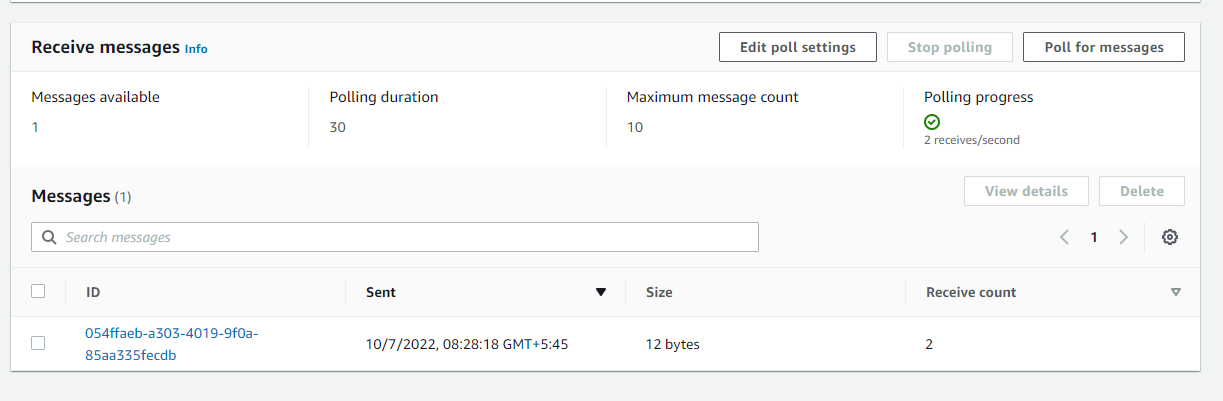 Receive messages Info
Edit poll settings
Stop polling
Poll for messages
Messages available
1
Polling duration
30
Maximum message count
10
Polling progress
2 receives/second
Messages (1)
View details
Delete
Search messages
1
ID
Sent
Size
Receive count
054ffaeb-a303-4019-9f0a-
85aa335fecdb
10/7/2022, 08:28:18 GMT+5:45
12 bytes
2